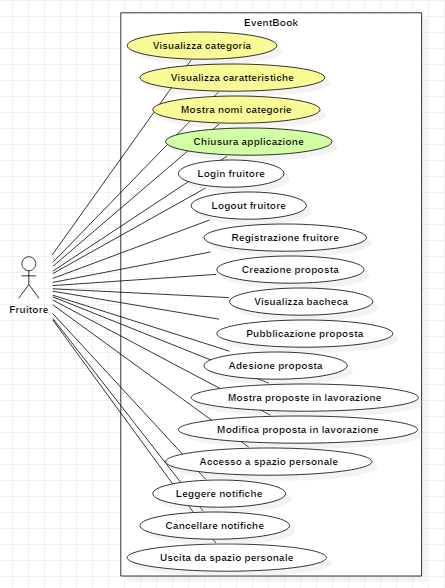 EventBook
Visualizza categoria
Visualizza caratteristiche
Mostra nomi categorie
Chiusura applicazione
Login fruitore
Logout fruitore
Registrazione fruitore
Creazione proposta
Visualizza bacheca
Fruitore
Pubblicazione proposta
Adesione proposta
Mostra proposte in lavorazione
Modifica proposta in lavorazione
Accesso a spazio personale
Leggere notifiche
Cancellare notifiche
Uscita da spazio personale